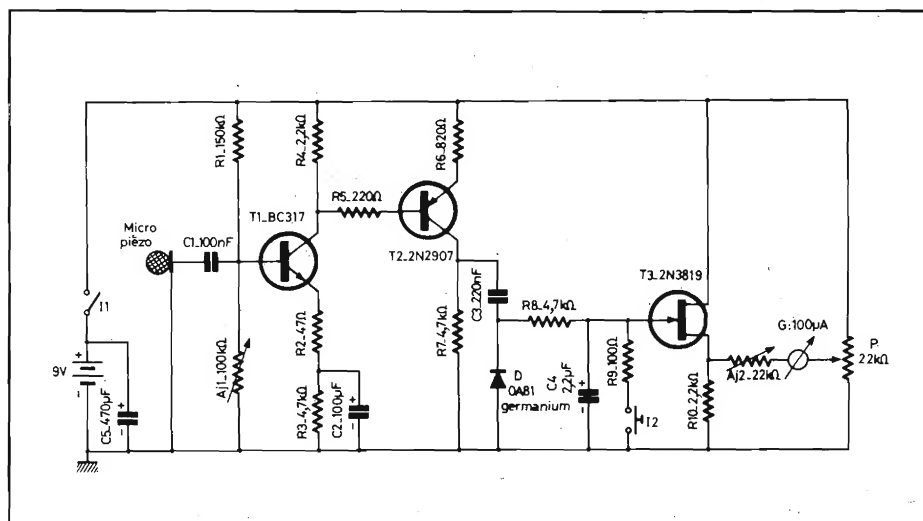 R1_150kΩ
R4_2,2kΩ
R6_820Ω
R5_220Ω
T1_BC317
Micro
pièzo
C1_100nF
T2_2N2907
T3_2N3819
C3_220nF
R8_4,7kΩ
I1
R2_47Ω
R7_4,7kΩ
G:100µA
P.
22kΩ
+
9V
-
+
C5_470µF
-
Aj1_100kΩ
D
OA81
germanium
C4
2,2µF
+
-
R9_100Ω
Aj2_22kΩ
R3_4,7kΩ
+
C2_100µF
-
I2
R10_2,2kΩ